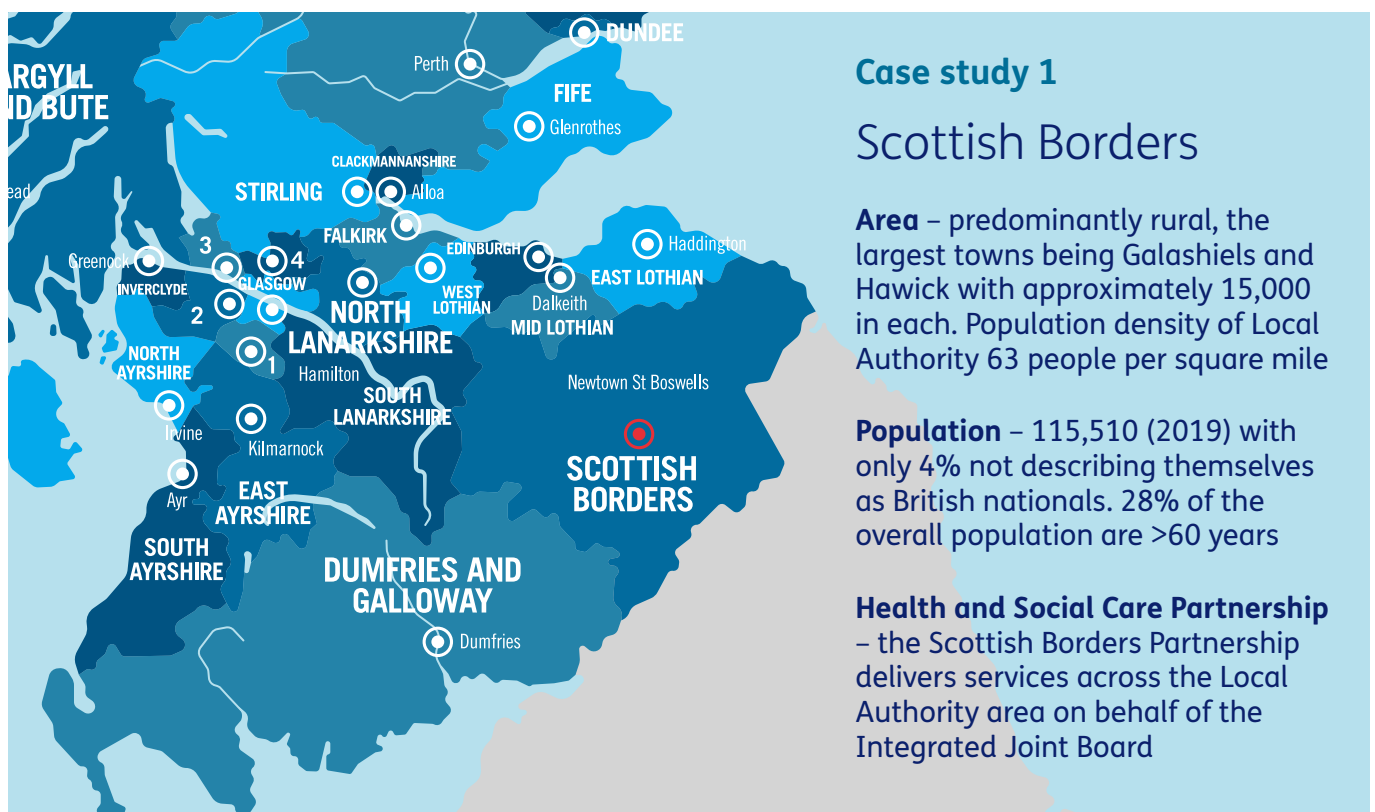 ARGYLL
ND BUTE
ead
Perth
DUNDEE
FIFE
Glenrothes
CLACKMANNANSHIRE
STIRLING
Alloa
FALKIRK
3
4
Greenock
INVERCLYDE
GLASGOW
2
1
EDINBURGH
Haddington
EAST LOTHIAN
WEST
LOTHIAN
Dalkeith
MID LOTHIAN
NORTH
LANARKSHIRE
NORTH
AYRSHIRE
Hamilton
Newtown St Boswells
SOUTH
LANARKSHIRE
Irvine
Kilmarnock
SCOTTISH
BORDERS
Ayr
EAST
AYRSHIRE
SOUTH
AYRSHIRE
DUMFRIES AND
GALLOWAY
Dumfries
Case study 1
Scottish Borders
Area – predominantly rural, the
largest towns being Galashiels and
Hawick with approximately 15,000
in each. Population density of Local
Authority 63 people per square mile
Population – 115,510 (2019) with
only 4% not describing themselves
as British nationals. 28% of the
overall population are >60 years
Health and Social Care Partnership
– the Scottish Borders Partnership
delivers services across the Local
Authority area on behalf of the
Integrated Joint Board